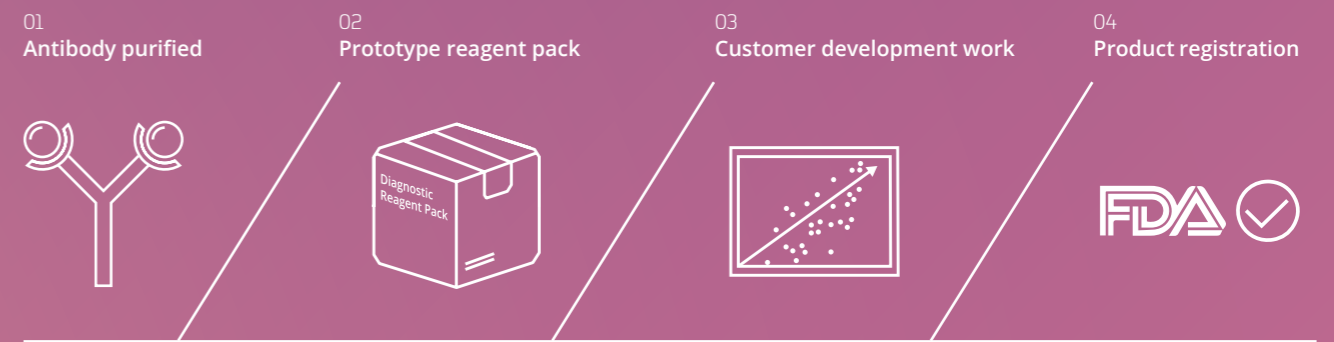 01
Antibody purified
02
Prototype reagent pack
Diagnostic
Reagent Pack
03
Customer development work
04
Product registration
FDA